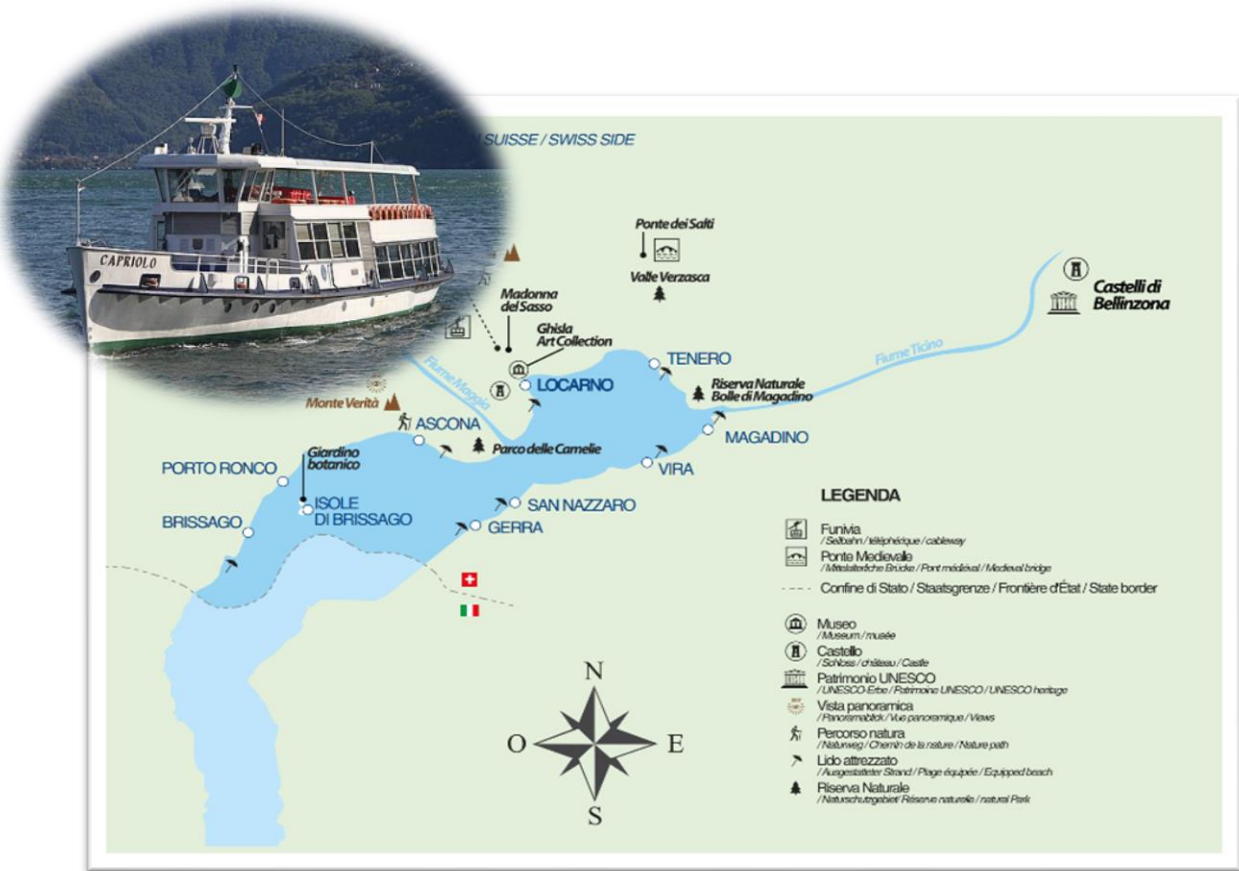 CAPRIOLO
SUISSE / SWISS SIDE
Ponte dei Salti
Valle Verzasca
Castelli di
Bellinzona
Madonna
del Sasso
Ghisla
Art Collection
Fiume Ticino
Fiume Maggia
TENERO
LOCARNO
Riserva Naturale
Bolle di Magadino
Monte Verità
ASCONA
MAGADINO
Parco delle Camelie
Giardino
botanico
PORTO RONCO
VIRA
ISOLE
DI BRISSAGO
SAN NAZZARO
BRISSAGO
GERRA
LEGENDA
Funivia
/ Seilbahn / téléphérique / cableway
Ponte Medievale
/ Mittelalterliche Brücke / Pont médiéval / Medieval bridge
Confine di Stato / Staatsgrenze / Frontière d'État / State border
Museo
/ Museum / musée
Castello
/ Schloss / château / Castle
Patrimonio UNESCO
/ UNESCO-Erbe / Patrimoine UNESCO / UNESCO heritage
Vista panoramica
/ Panoramablick / Vue panoramique / Views
Percorso natura
/ Naturweg / Chemin de la nature / Nature path
Lido attrezzato
/ Ausgestatteter Strand / Plage équipée / Equipped beach
Riserva Naturale
/ Naturschutzgebiet/ Réserve naturelle / natural Park
N
O
E
S